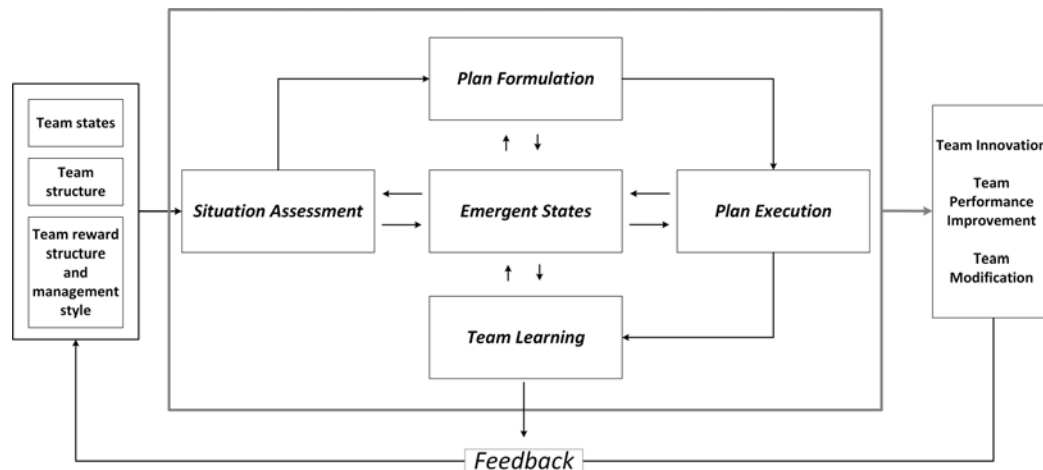 Team states
Team
structure
Team reward
structure
and
management
style
Situation Assessment
Plan Formulation
Emergent States
Team Learning
Plan Execution
Team Innovation
Team
Performance
Improvement
Team
Modification
Feedback